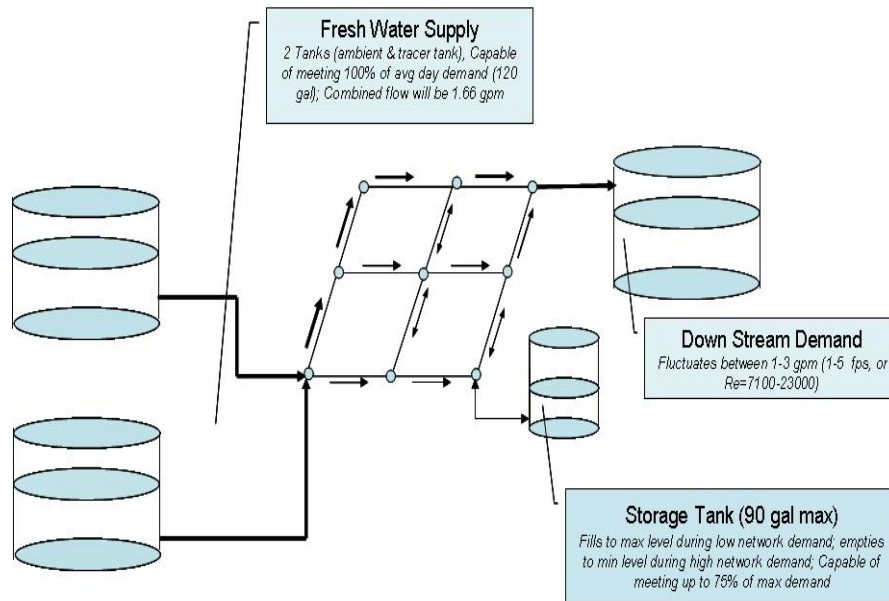 Fresh Water Supply
2 Tanks (ambient & tracer tank), Capable
of meeting 100% of avg day demand (120
gal); Combined flow will be 1.66 gpm
Down Stream Demand
Fluctuates between 1-3 gpm (1-5 fps, or
Re=7100-23000)
Storage Tank (90 gal max)
Fills to max level during low network demand; empties
to min level during high network demand; Capable of
meeting up to 75% of max demand